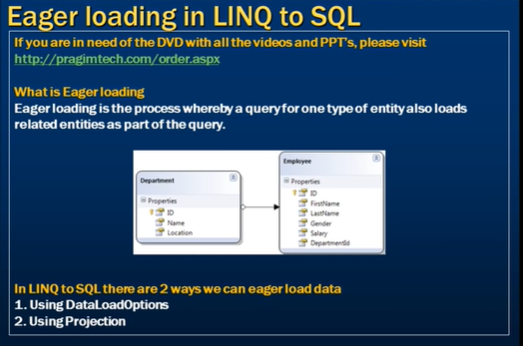 Eager loading in LINQ to SQL
If you are in need of the DVD with all the videos and PPT's, please visit
http://pragimtech.com/order.aspx
What is Eager loading
Eager loading is the process whereby a query for one type of entity also loads
related entities as part of the query.
Department
Properties
ID
Name
Location
Employee
Properties
ID
FirstName
LastName
Gender
Salary
DepartmentId
In LINQ to SQL there are 2 ways we can eager load data
1. Using DataLoadOptions
2. Using Projection